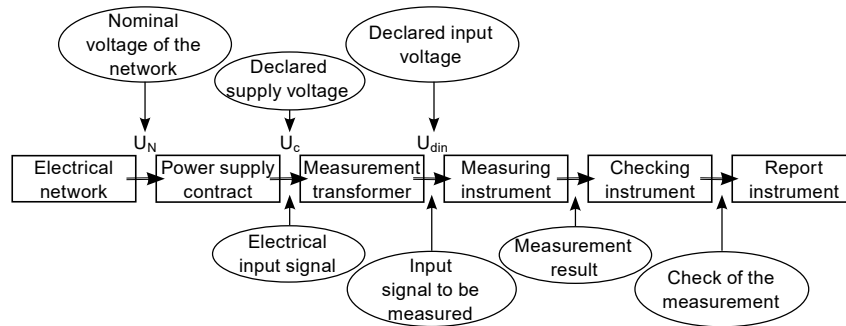 Nominal
voltage of the
network
Declared
supply voltage
Declared input
voltage
U_N
U_c
U_din
Electrical
network
Power supply
contract
Measurement
transformer
Measuring
instrument
Checking
instrument
Report
instrument
Electrical
input signal
Input
signal to be
measured
Measurement
result
Check of the
measurement